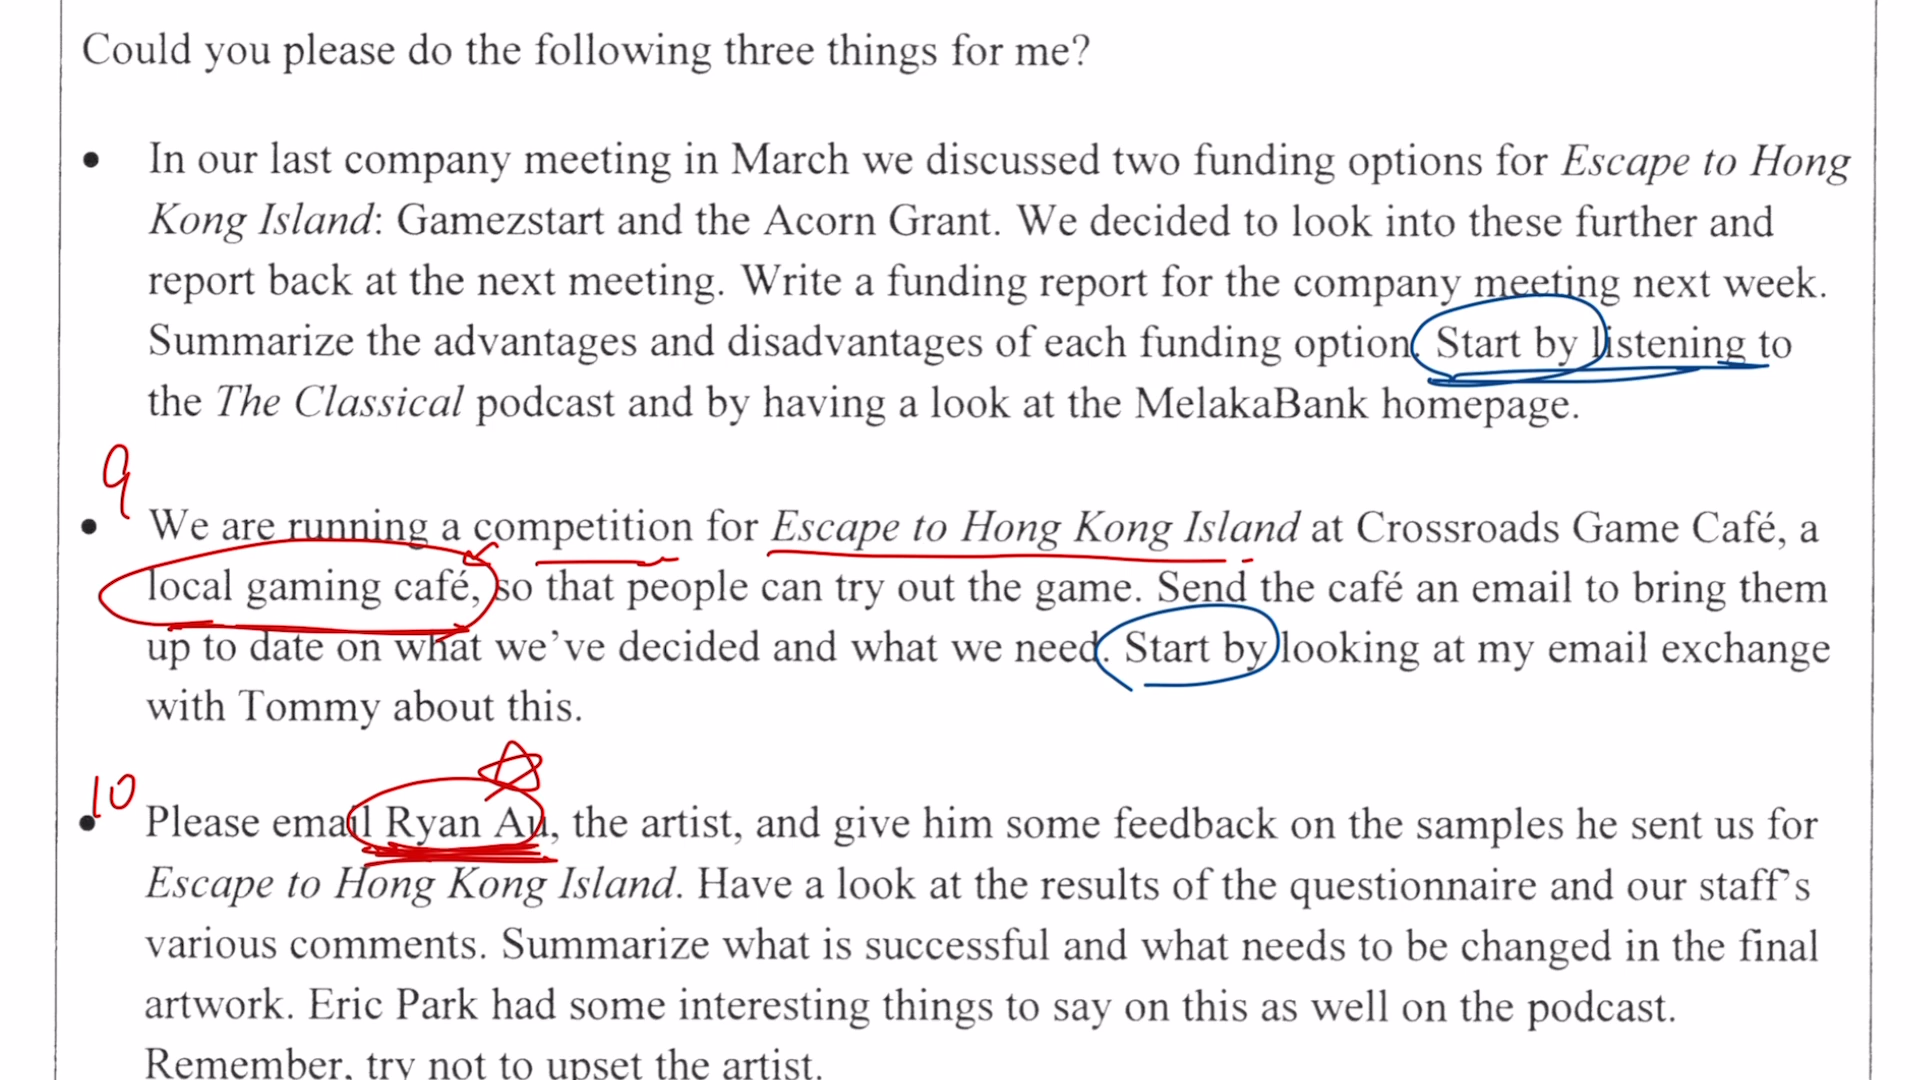 Could you please do the following three things for me?
• In our last company meeting in March we discussed two funding options for Escape to Hong
Kong Island: Gamezstart and the Acorn Grant. We decided to look into these further and
report back at the next meeting. Write a funding report for the company meeting next week.
Summarize the advantages and disadvantages of each funding option. Start by listening to
the The Classical podcast and by having a look at the MelakaBank homepage.
9
• We are running a competition for Escape to Hong Kong Island at Crossroads Game Café, a
local gaming café, so that people can try out the game. Send the café an email to bring them
up to date on what we've decided and what we need. Start by looking at my email exchange
with Tommy about this.
10
• Please email Ryan Au, the artist, and give him some feedback on the samples he sent us for
Escape to Hong Kong Island. Have a look at the results of the questionnaire and our staff's
various comments. Summarize what is successful and what needs to be changed in the final
artwork. Eric Park had some interesting things to say on this as well on the podcast.
Remember, try not to upset the artist.